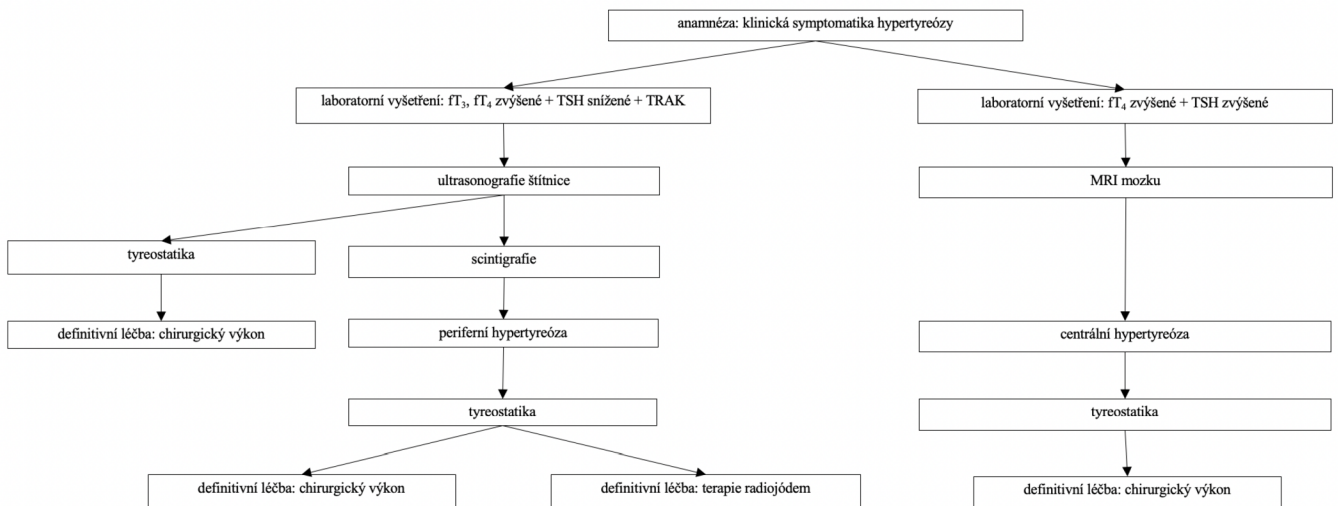 anamnéza: klinická symptomatika hypertyreózy
laboratorní vyšetření: fT₃, fT₄ zvýšené + TSH snížené + TRAK
laboratorní vyšetření: fT₄ zvýšené + TSH zvýšené
ultrasonografie štítnice
MRI mozku
tyreostatika
scintigrafie
definitivní léčba: chirurgický výkon
periferní hypertyreóza
centrální hypertyreóza
tyreostatika
tyreostatika
definitivní léčba: chirurgický výkon
definitivní léčba: terapie radiojódem
definitivní léčba: chirurgický výkon